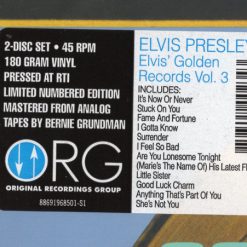 2-DISC SET • 45 RPM
180 GRAM VINYL
PRESSED AT RTI
LIMITED NUMBERED EDITION
MASTERED FROM ANALOG
TAPES BY BERNIE GRUNDMAN
ORG
ORIGINAL RECORDINGS GROUP
88691968501-S1
ELVIS PRESLEY
Elvis' Golden
Records Vol. 3
INCLUDES:
It's Now Or Never
Stuck On You
Fame And Fortune
I Gotta Know
Surrender
I Feel So Bad
Are You Lonesome Tonight
(Marie's The Name Of) His Latest Fl
Little Sister
Good Luck Charm
Anything That's Part Of You
She's Not You